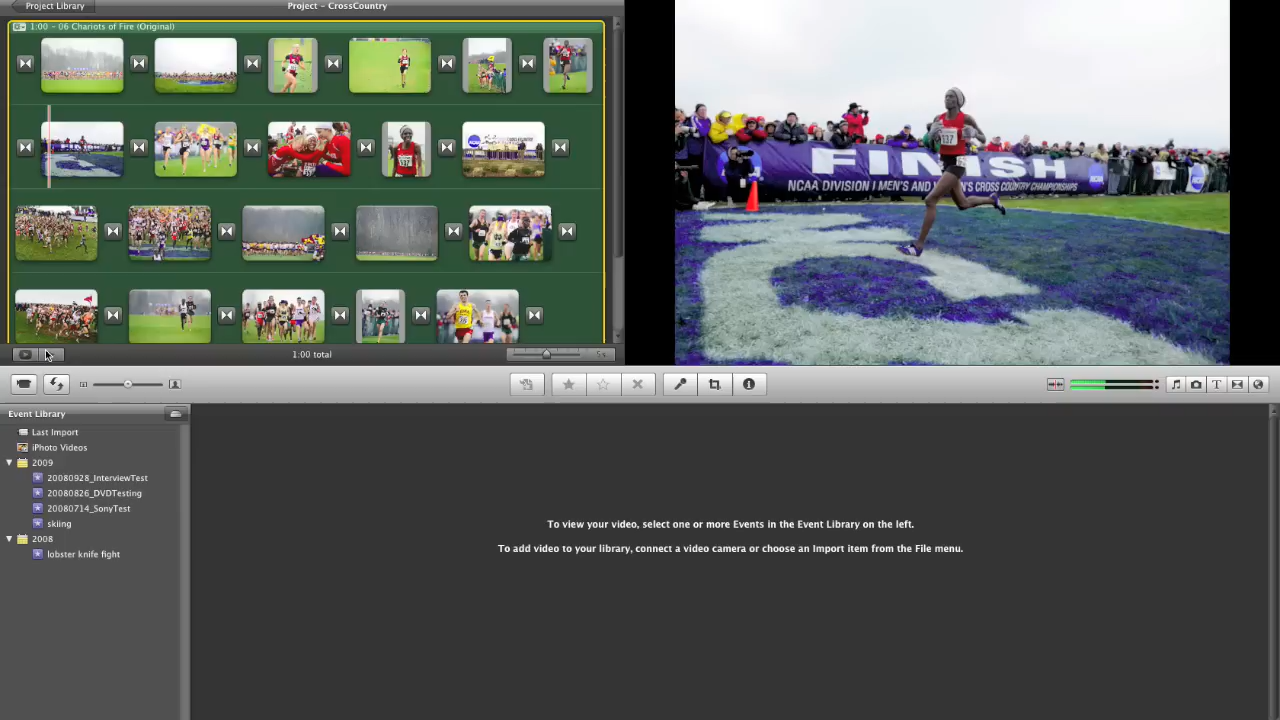 Project Library
Project - CrossCountry
1:00 - 06 Chariots of Fire (Original)
FINISH
NCAA DIVISION I MEN'S AND WOMEN'S CROSS COUNTRY CHAMPIONSHIPS
NCAA
137
1:00 total
5s
Event Library
Last Import
iPhoto Videos
2009
20080928_InterviewTest
20080826_DVDTesting
20080714_SonyTest
skiing
2008
lobster knife fight
To view your video, select one or more Events in the Event Library on the left.
To add video to your library, connect a video camera or choose an Import item from the File menu.